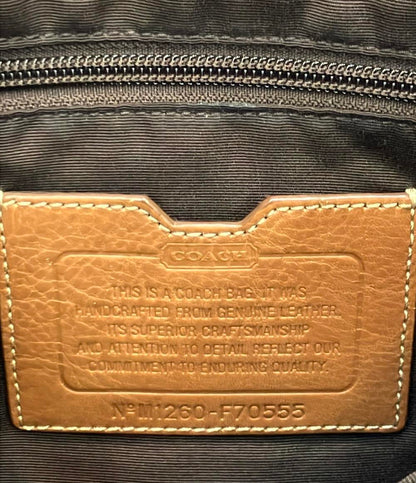 COACH
THIS IS A COACH BAG. IT WAS
HANDCRAFTED FROM GENUINE LEATHER.
ITS SUPERIOR CRAFTSMANSHIP
AND ATTENTION TO DETAIL REFLECT OUR
COMMITMENT TO ENDURING QUALITY.
Nº M1260-F70555